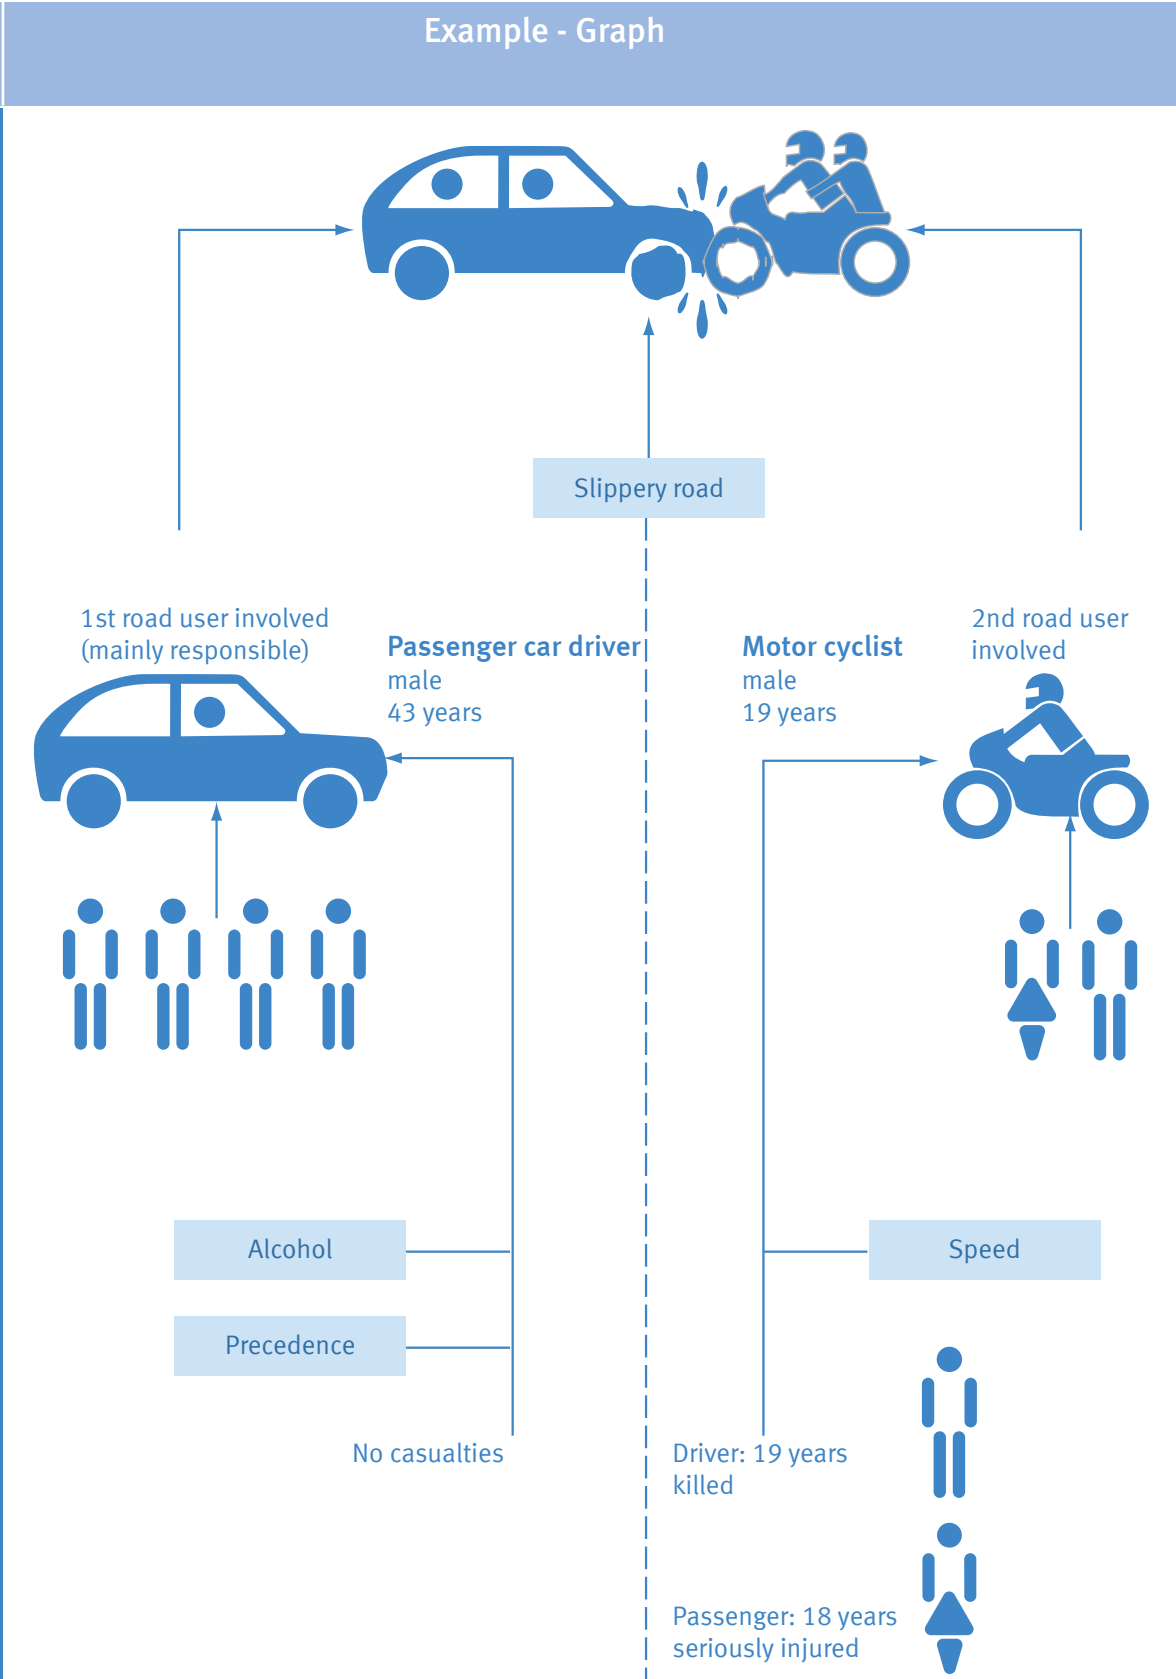 Example - Graph
Slippery road
1st road user involved
(mainly responsible)
Passenger car driver
male
43 years
Motor cyclist
male
19 years
2nd road user
involved
Alcohol
Precedence
No casualties
Speed
Driver: 19 years
killed
Passenger: 18 years
seriously injured